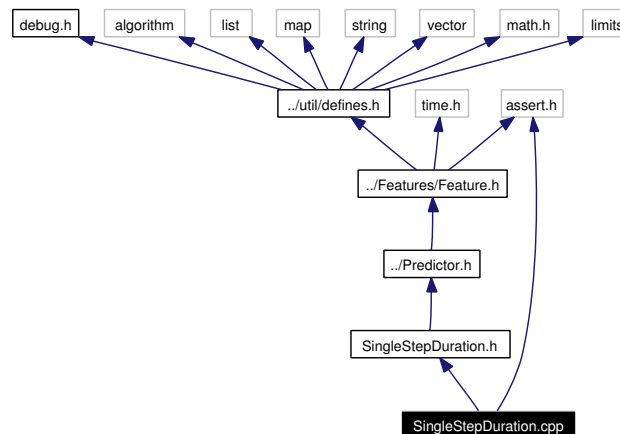 debug.h
algorithm
list
map
string
vector
math.h
limits
../util/defines.h
time.h
assert.h
../Features/Feature.h
../Predictor.h
SingleStepDuration.h
SingleStepDuration.cpp